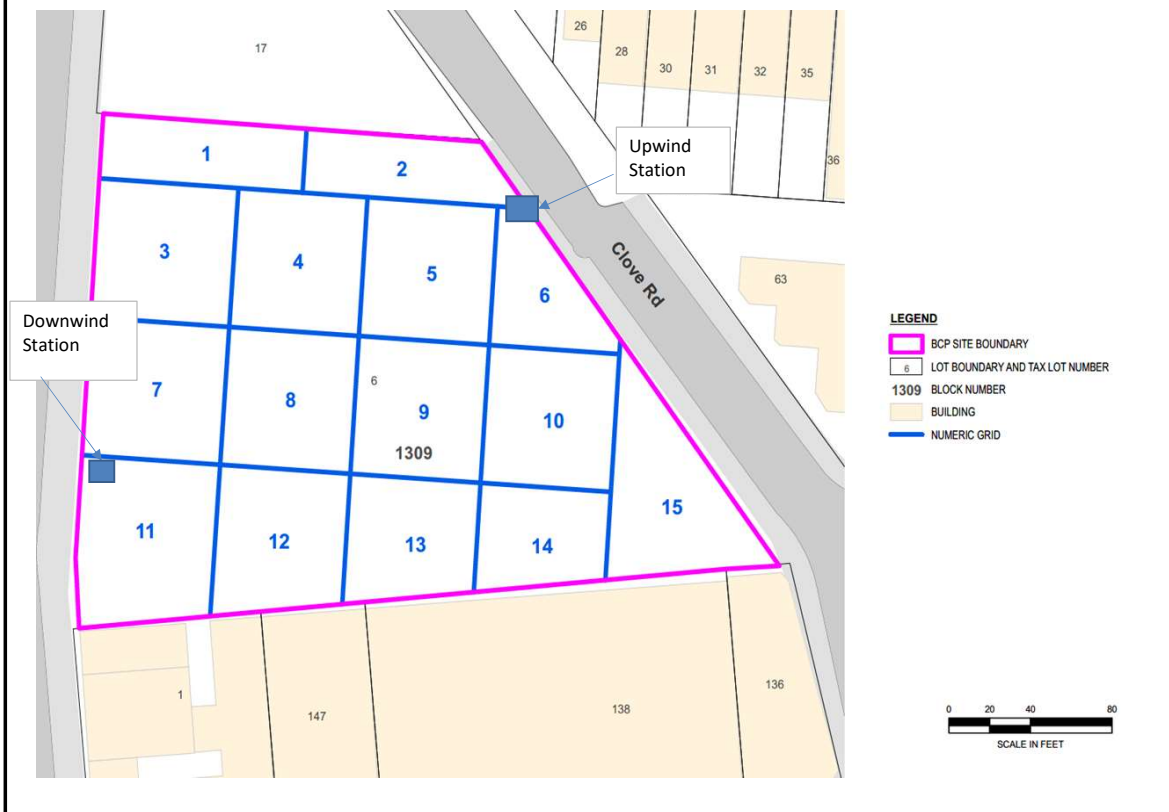 17
26
28
30
31
32
35
36
Upwind
Station
1
2
3
4
5
6
Clove Rd
63
Downwind
Station
7
8
6
9
1309
10
11
12
13
14
15
1
147
138
136
LEGEND
BCP SITE BOUNDARY
6 LOT BOUNDARY AND TAX LOT NUMBER
1309 BLOCK NUMBER
BUILDING
NUMERIC GRID
0 20 40 80
SCALE IN FEET